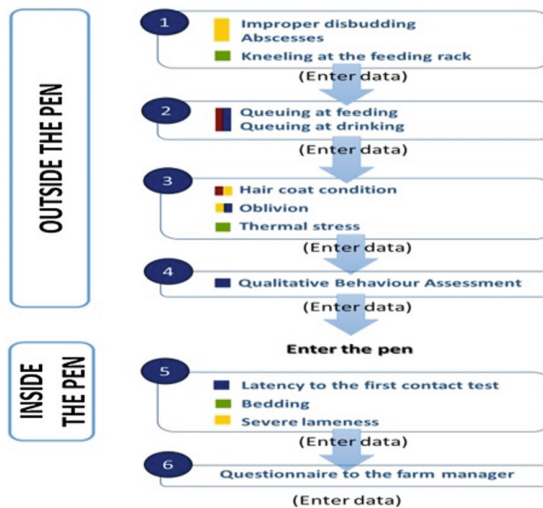 OUTSIDE THE PEN
1
Improper disbudding
Abscesses
Kneeling at the feeding rack
(Enter data)
2
Queuing at feeding
Queuing at drinking
(Enter data)
3
Hair coat condition
Oblivion
Thermal stress
(Enter data)
4
Qualitative Behaviour Assessment
(Enter data)
Enter the pen
INSIDE
THE PEN
5
Latency to the first contact test
Bedding
Severe lameness
(Enter data)
6
Questionnaire to the farm manager
(Enter data)